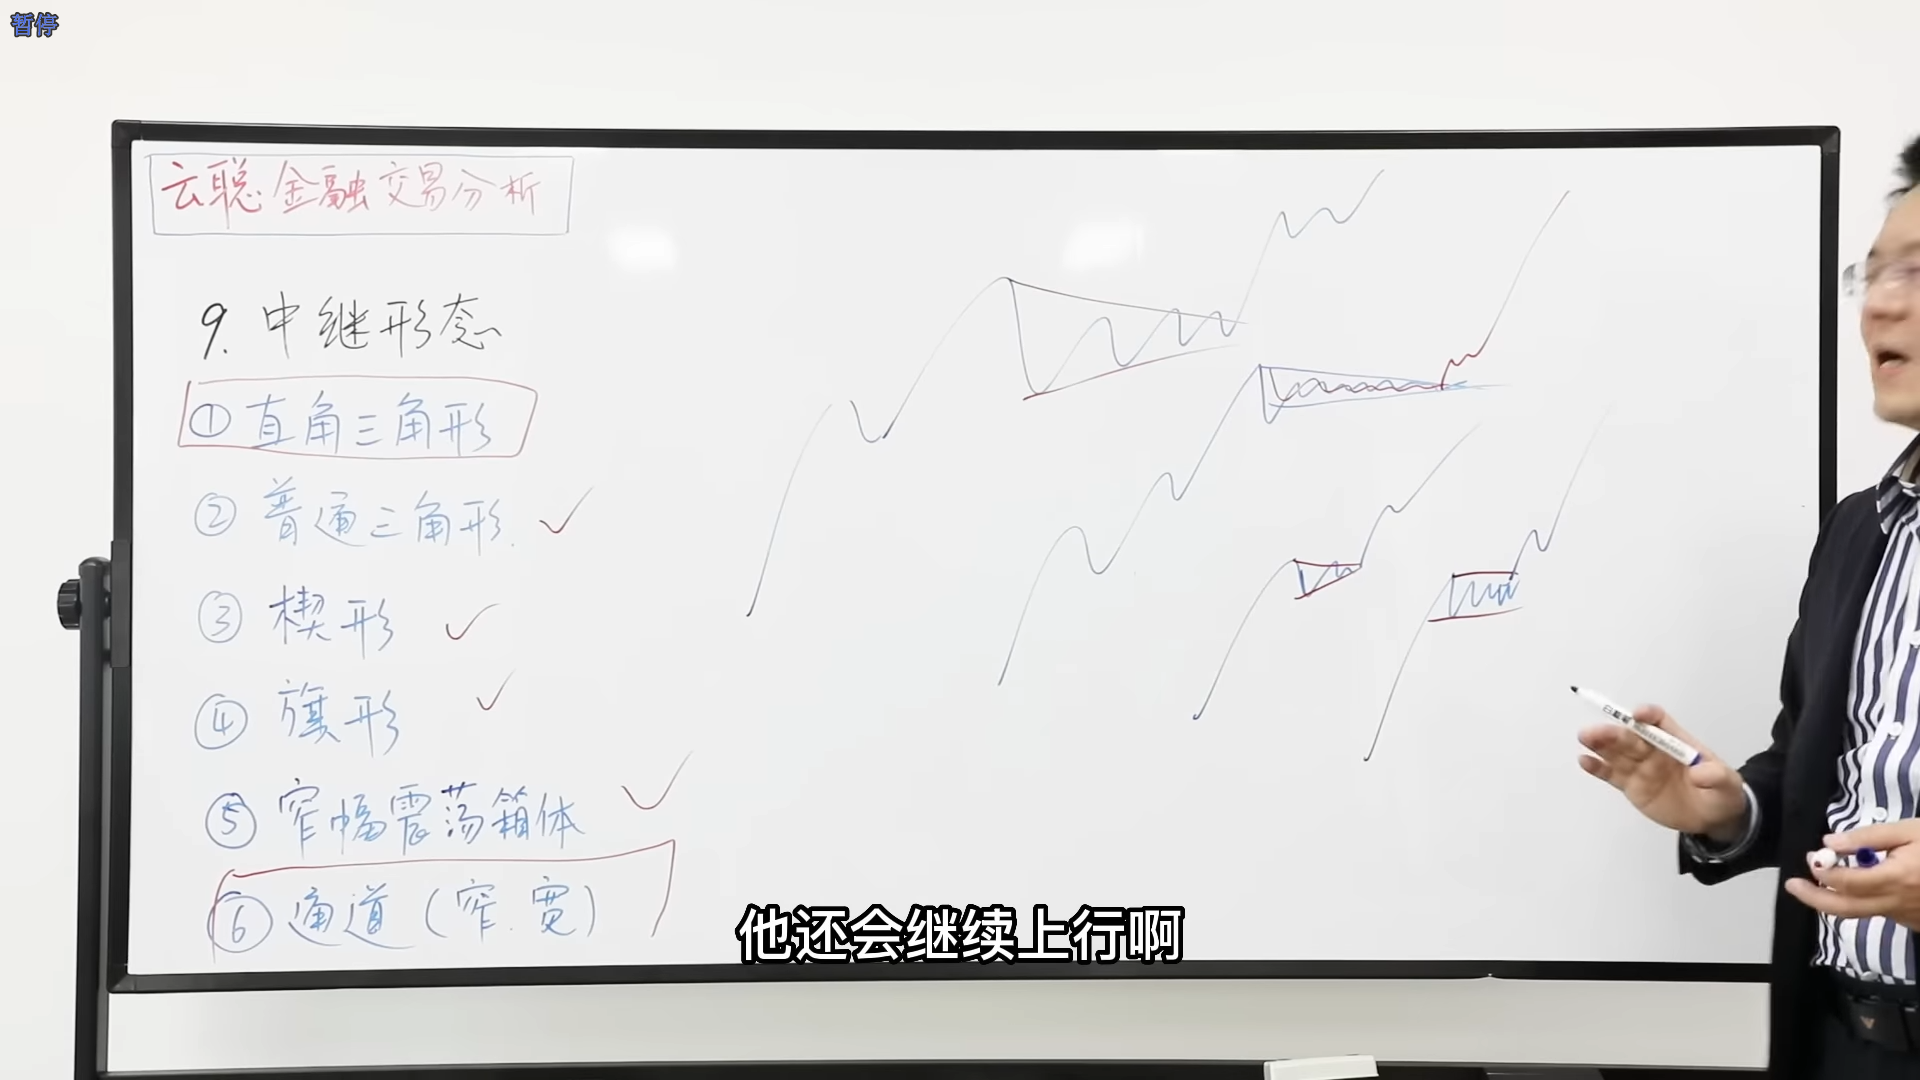 暂停
云聪金融交易分析
9. 中继形态
① 直角三角形
② 普通三角形
③ 楔形
④ 旗形
⑤ 窄幅震荡箱体
⑥ 通道(窄.宽)
他还会继续上行啊